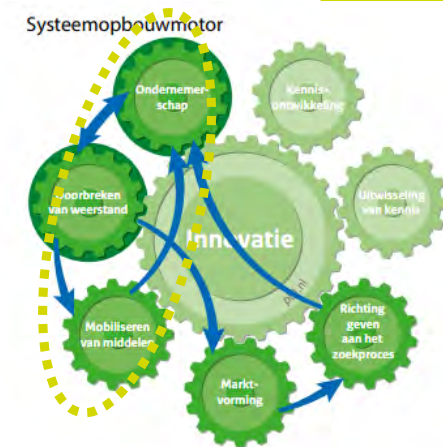 Systeemopbouwmotor
Ondernemer-
schap
Kennis-
ontwikkeling
Doorbreken
van weerstand
Uitwisseling
van kennis
Innovatie
Mobiliseren
van middelen
Richting
geven
aan het
zoekproces
Markt-
vorming